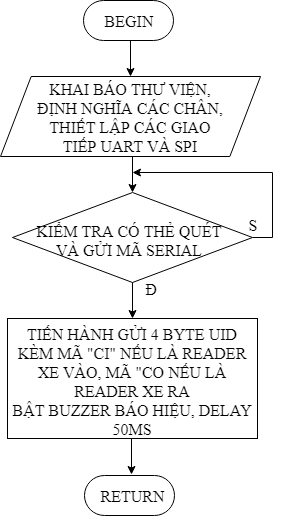 BEGIN
KHAI BÁO THƯ VIỆN,
ĐỊNH NGHĨA CÁC CHÂN,
THIẾT LẬP CÁC GIAO
TIẾP UART VÀ SPI
KIỂM TRA CÓ THẺ QUÉT
VÀ GỬI MÃ SERIAL
S
Đ
TIẾN HÀNH GỬI 4 BYTE UID
KÈM MÃ "CI" NẾU LÀ READER
XE VÀO, MÃ "CO NẾU LÀ
READER XE RA
BẬT BUZZER BÁO HIỆU, DELAY
50MS
RETURN